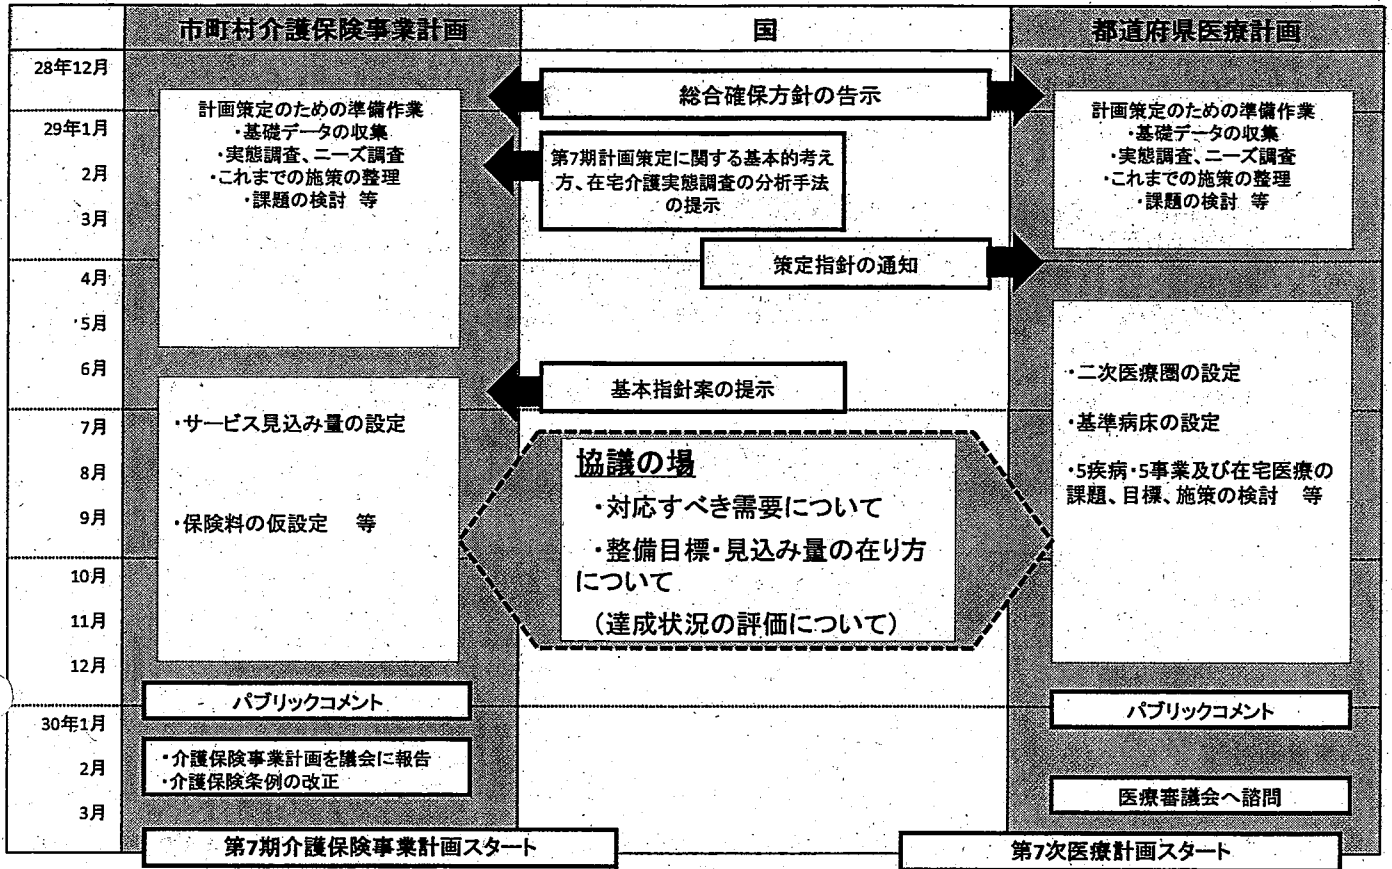 市町村介護保険事業計画
国
都道府県医療計画
28年12月
29年1月
2月
3月
4月
5月
6月
7月
8月
9月
10月
11月
12月
30年1月
2月
3月
計画策定のための準備作業
・基礎データの収集
・実態調査、ニーズ調査
・これまでの施策の整理
・課題の検討 等
・サービス見込み量の設定
・保険料の仮設定 等
パブリックコメント
・介護保険事業計画を議会に報告
・介護保険条例の改正
第7期介護保険事業計画スタート
総合確保方針の告示
第7期計画策定に関する基本的考え
方、在宅介護実態調査の分析手法
の提示
策定指針の通知
基本指針案の提示
協議の場
・対応すべき需要について
・整備目標・見込み量の在り方
について
(達成状況の評価について)
計画策定のための準備作業
・基礎データの収集
・実態調査、ニーズ調査
・これまでの施策の整理
・課題の検討 等
・二次医療圏の設定
・基準病床の設定
・5疾病・5事業及び在宅医療の
課題、目標、施策の検討 等
パブリックコメント
医療審議会へ諮問
第7次医療計画スタート